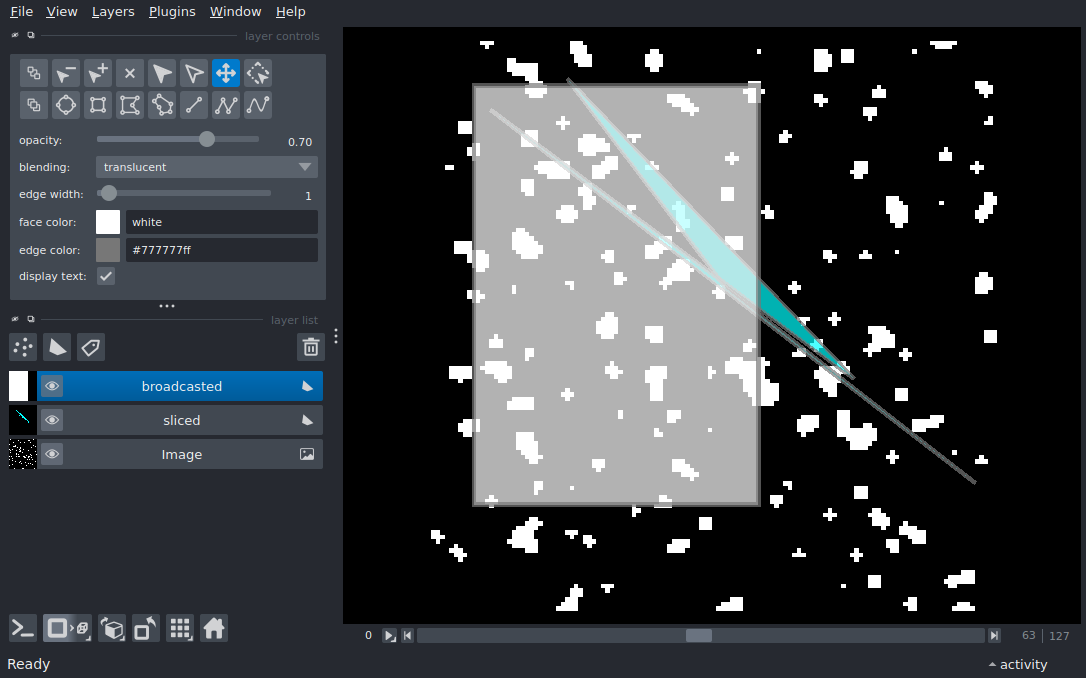 File View Layers Plugins Window Help
layer controls
opacity: 0.70
blending: translucent
edge width: 1
face color: white
edge color: #777777ff
display text:
layer list
broadcasted
sliced
Image
0 63 127
Ready activity